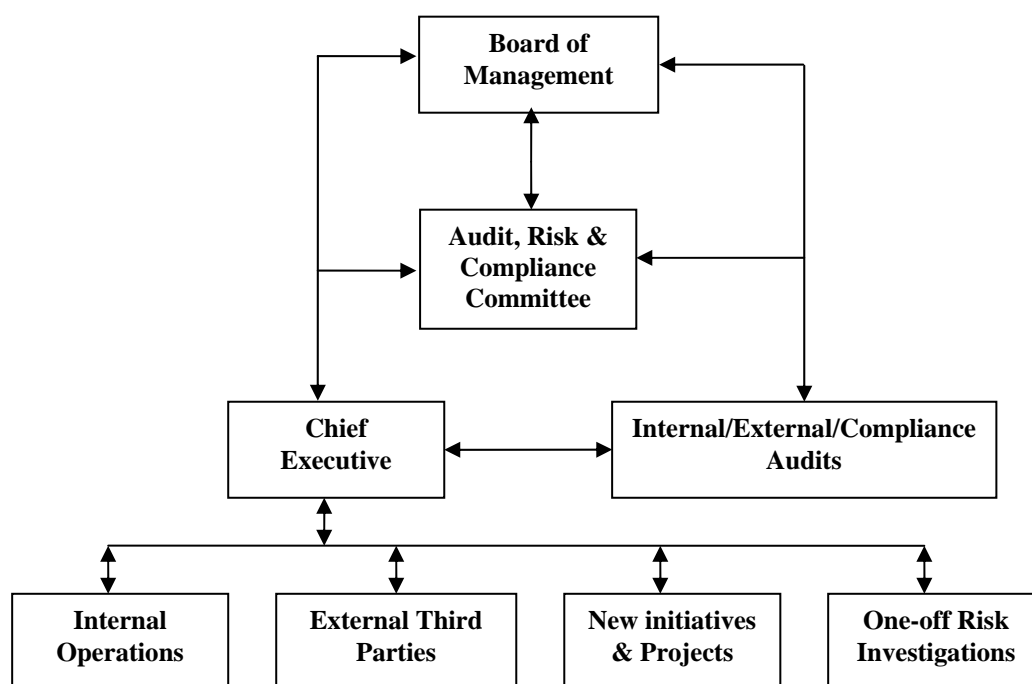 Board of
Management
Audit, Risk &
Compliance
Committee
Chief
Executive
Internal/External/Compliance
Audits
Internal
Operations
External Third
Parties
New initiatives
& Projects
One-off Risk
Investigations